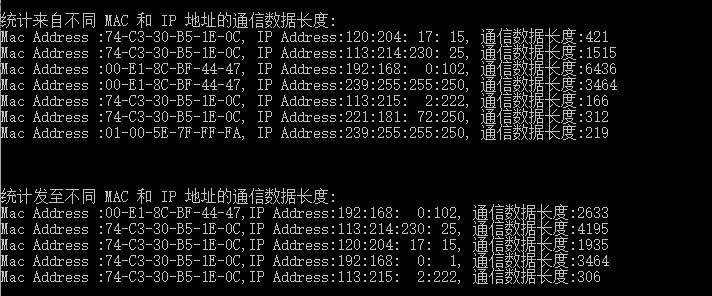 统计来自不同 MAC 和 IP 地址的通信数据长度:
Mac Address :74-C3-30-B5-1E-0C, IP Address:120:204: 17: 15, 通信数据长度:421
Mac Address :74-C3-30-B5-1E-0C, IP Address:113:214:230: 25, 通信数据长度:1515
Mac Address :00-E1-8C-BF-44-47, IP Address:192:168:  0:102, 通信数据长度:6436
Mac Address :00-E1-8C-BF-44-47, IP Address:239:255:255:250, 通信数据长度:3464
Mac Address :74-C3-30-B5-1E-0C, IP Address:113:215:  2:222, 通信数据长度:166
Mac Address :74-C3-30-B5-1E-0C, IP Address:221:181: 72:250, 通信数据长度:312
Mac Address :01-00-5E-7F-FF-FA, IP Address:239:255:255:250, 通信数据长度:219
统计发至不同 MAC 和 IP 地址的通信数据长度:
Mac Address :00-E1-8C-BF-44-47,IP Address:192:168:  0:102, 通信数据长度:2633
Mac Address :74-C3-30-B5-1E-0C,IP Address:113:214:230: 25, 通信数据长度:4195
Mac Address :74-C3-30-B5-1E-0C,IP Address:120:204: 17: 15, 通信数据长度:1935
Mac Address :74-C3-30-B5-1E-0C,IP Address:192:168:  0:  1, 通信数据长度:3464
Mac Address :74-C3-30-B5-1E-0C,IP Address:113:215:  2:222, 通信数据长度:306